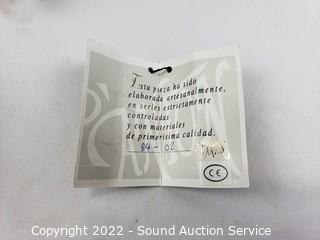 Esta pieza ha sido
elaborada artesanalmente,
en series estrictamente
controladas
y con materiales
de primerísima calidad.
84-02
CE
Copyright © 2022 - Sound Auction Service